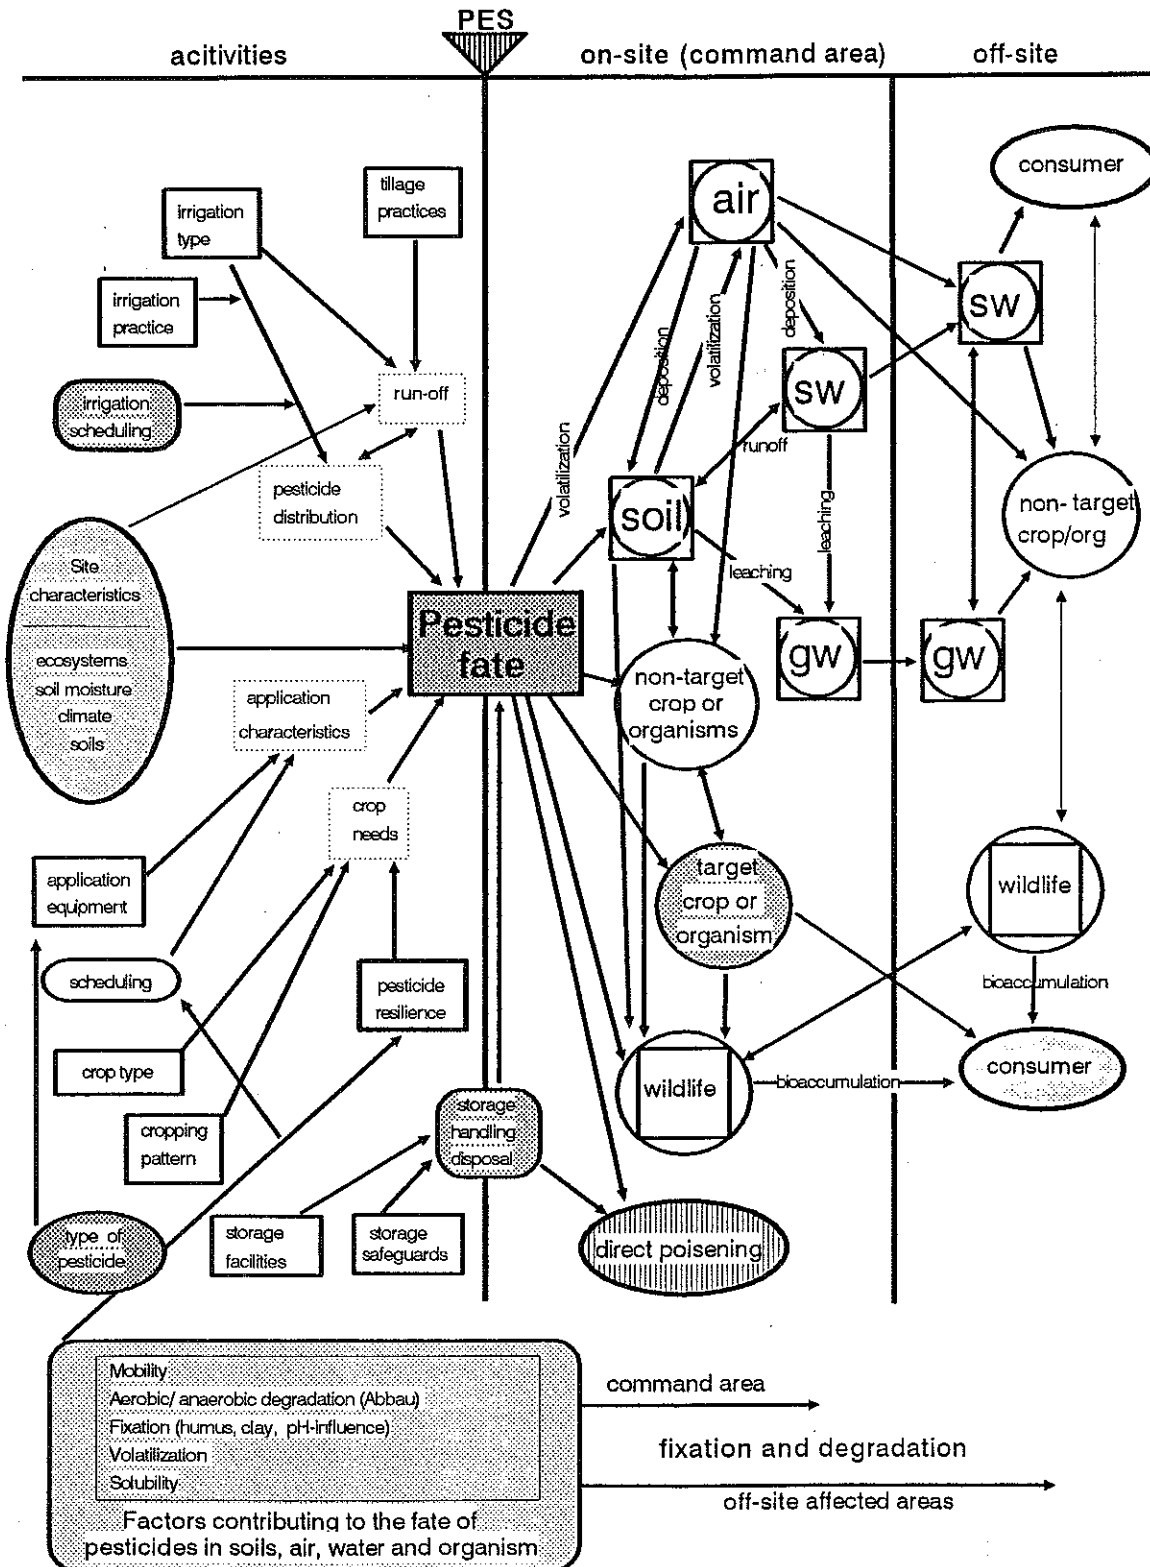 PES
acitivities
on-site (command area)
off-site
consumer
tillage
practices
irrigation
type
air
irrigation
practice
sw
deposition
deposition
volatilization
volatilization
sw
irrigation
scheduling
run-off
runoff
pesticide
distribution
soil
non- target
crop/org
leaching
leaching
Site
characteristics
ecosystems
soil moisture
climate
soils
Pesticide
fate
gw
gw
non-target
crop or
organisms
application
characteristics
crop
needs
target
crop or
organism
wildlife
application
equipment
scheduling
pesticide
resilience
bioaccumulation
crop type
wildlife
bioaccumulation
consumer
cropping
pattern
storage
handling
disposal
type of
pesticide
storage
facilities
storage
safeguards
direct poisening
Mobility
Aerobic/ anaerobic degradation (Abbau)
Fixation (humus, clay, pH-influence)
Volatilization
Solubility
Factors contributing to the fate of
pesticides in soils, air, water and organism
command area
fixation and degradation
off-site affected areas